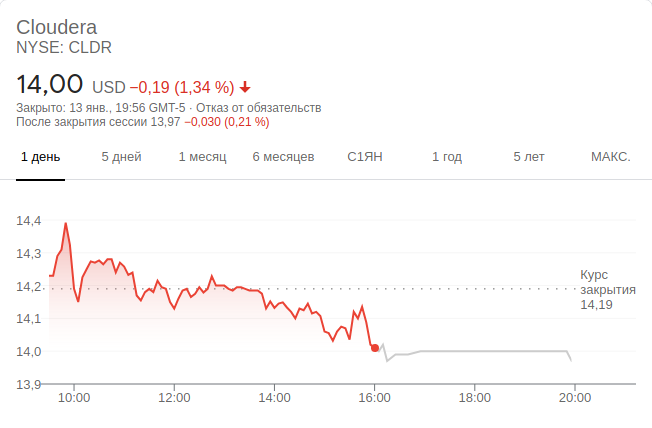 Cloudera
NYSE: CLDR
14,00 USD −0,19 (1,34 %)
Закрыто: 13 янв., 19:56 GMT-5 · Отказ от обязательств
После закрытия сессии 13,97 −0,030 (0,21 %)
1 день 5 дней 1 месяц 6 месяцев С1ЯН 1 год 5 лет МАКС.
14,4
14,3
14,2
14,1
14,0
13,9
Курс
закрытия
14,19
10:00 12:00 14:00 16:00 18:00 20:00